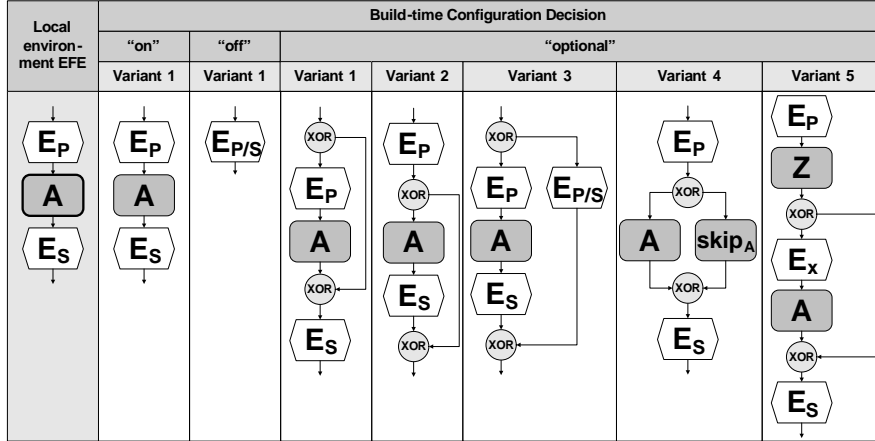 Local
environ-
ment EFE
Build-time Configuration Decision
“on”
“off”
“optional”
Variant 1
Variant 1
Variant 1
Variant 2
Variant 3
Variant 4
Variant 5
EP
A
ES
EP
A
ES
EP/S
XOR
EP
A
XOR
ES
EP
XOR
A
ES
XOR
XOR
EP
EP/S
A
ES
XOR
EP
XOR
A
skipA
XOR
ES
EP
Z
XOR
Ex
A
XOR
ES